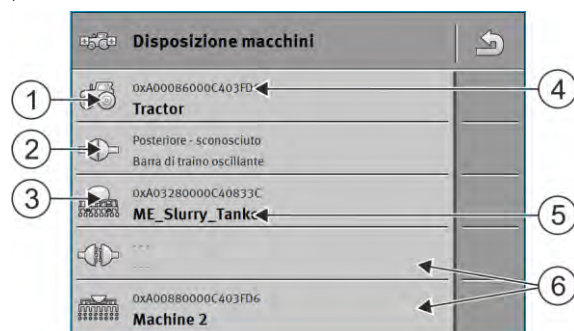 Disposizione macchini
1
0xA00086000C403FD
4
Tractor
2
Posteriore - sconosciuto
Barra di traino oscillante
3
0xA03280000C40833C
ME_Slurry_Tank
5
- - -
- - -
6
0xA00880000C403FD6
Machine 2